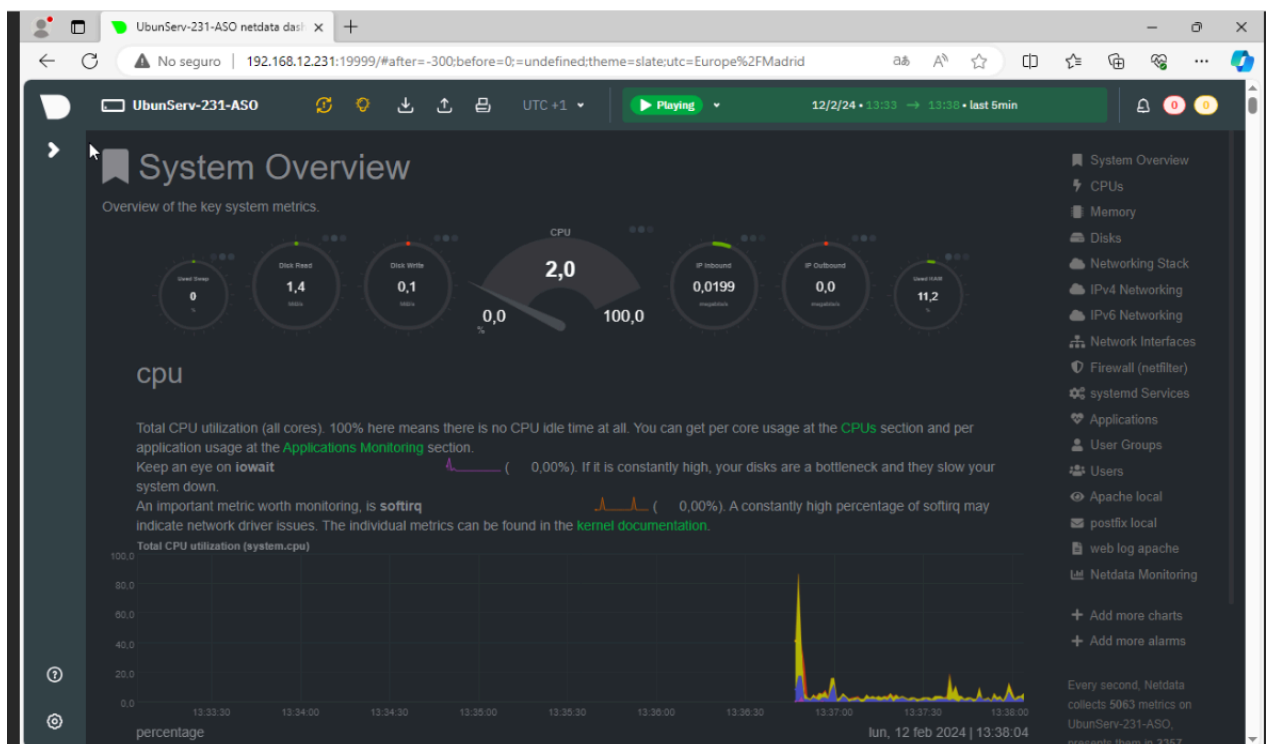 UbunServ-231-ASO netdata dash
No seguro
192.168.12.231:19999/#after=-300;before=0;=undefined;theme=slate;utc=Europe%2FMadrid
UbunServ-231-ASO
UTC +1
Playing
12/2/24 • 13:33 → 13:38 • last 5min
0
0
System Overview
Overview of the key system metrics.
Used Swap
0
%
Disk Read
1,4
Disk Write
0,1
CPU
2,0
0,0
100,0
%
IP Inbound
0,0199
megabits/s
IP Outbound
0,0
megabits/s
Used RAM
11,2
%
cpu
Total CPU utilization (all cores). 100% here means there is no CPU idle time at all. You can get per core usage at the CPUs section and per
application usage at the Applications Monitoring section.
Keep an eye on iowait ( 0,00%). If it is constantly high, your disks are a bottleneck and they slow your
system down.
An important metric worth monitoring, is softirq ( 0,00%). A constantly high percentage of softirq may
indicate network driver issues. The individual metrics can be found in the kernel documentation.
Total CPU utilization (system.cpu)
100,0
80,0
60,0
40,0
20,0
0,0
13:33:30 13:34:00 13:34:30 13:35:00 13:35:30 13:36:00 13:36:30 13:37:00 13:37:30 13:38:00
percentage
lun, 12 feb 2024 | 13:38:04
System Overview
CPUs
Memory
Disks
Networking Stack
IPv4 Networking
IPv6 Networking
Network Interfaces
Firewall (netfilter)
systemd Services
Applications
User Groups
Users
Apache local
postfix local
web log apache
Netdata Monitoring
Add more charts
Add more alarms
Every second, Netdata
collects 5063 metrics on
UbunServ-231-ASO,
presents them in 3257